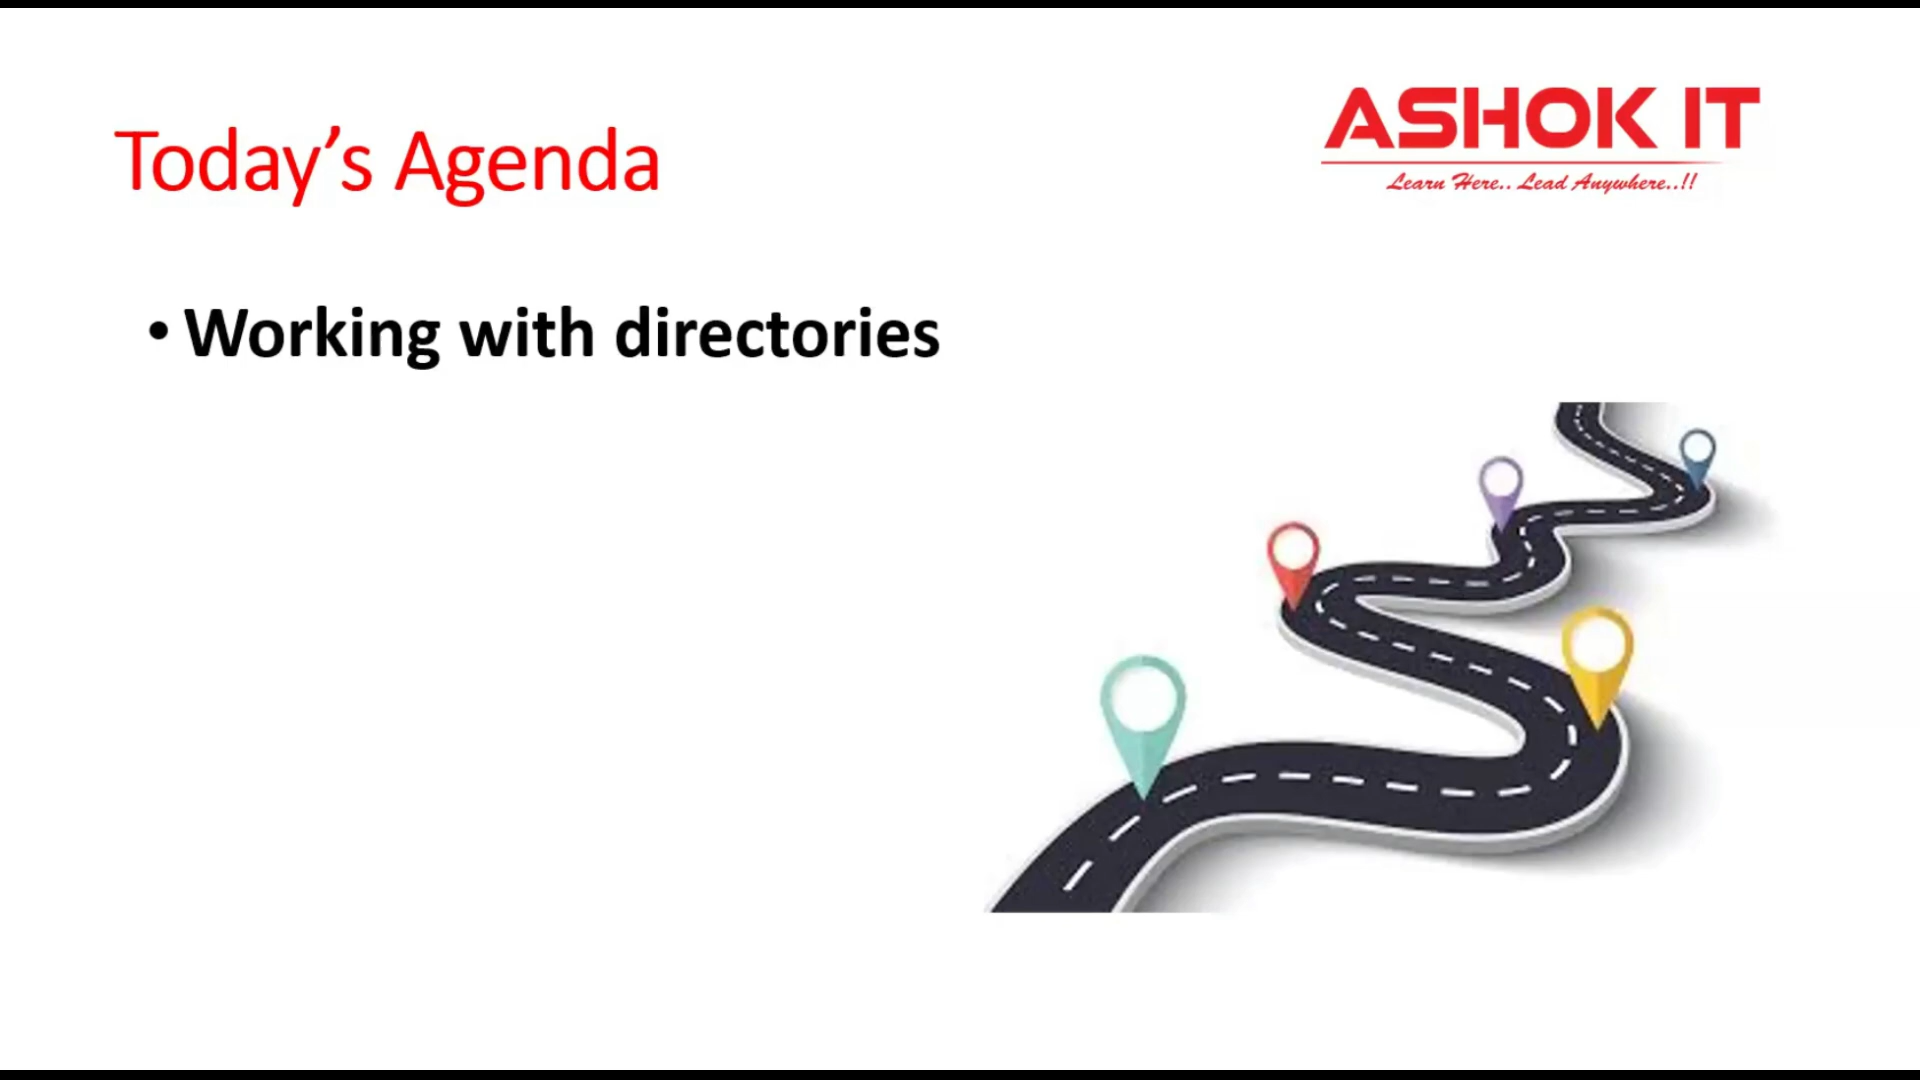 ASHOK IT
Learn Here.. Lead Anywhere..!!
Today’s Agenda
• Working with directories